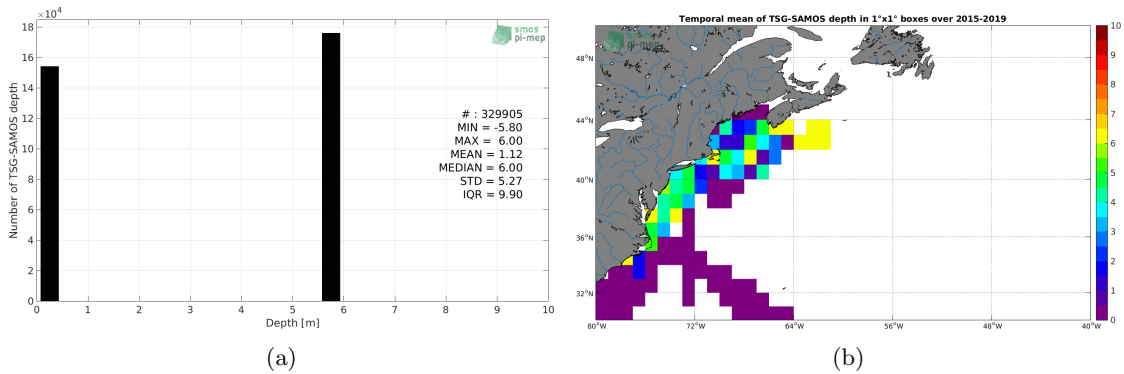 ×10⁴
18
16
14
12
10
8
6
4
2
0
Number of TSG-SAMOS depth
smos
pi-mep
# : 329905
MIN = -5.80
MAX = 6.00
MEAN = 1.12
MEDIAN = 6.00
STD = 5.27
IQR = 9.90
0 1 2 3 4 5 6 7 8 9 10
Depth [m]
(a)
Temporal mean of TSG-SAMOS depth in 1°x1° boxes over 2015-2019
smos
pi-mep
48°N
44°N
40°N
36°N
32°N
80°W 72°W 64°W 56°W 48°W 40°W
10
9
8
7
6
5
4
3
2
1
0
(b)